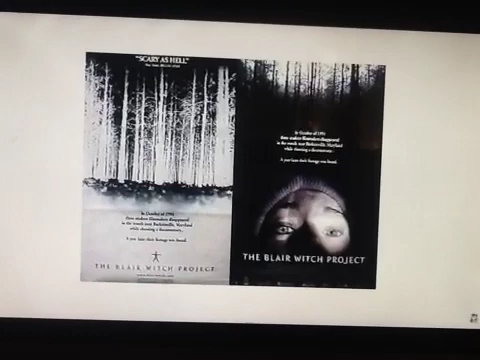 "SCARY AS HELL"
In October of 1994
three student filmmakers disappeared
in the woods near Burkittsville, Maryland
while shooting a documentary...
A year later their footage was found.
THE BLAIR WITCH PROJECT
In October of 1994
three student filmmakers disappeared
in the woods near Burkittsville, Maryland
while shooting a documentary...
A year later their footage was found.
THE BLAIR WITCH PROJECT